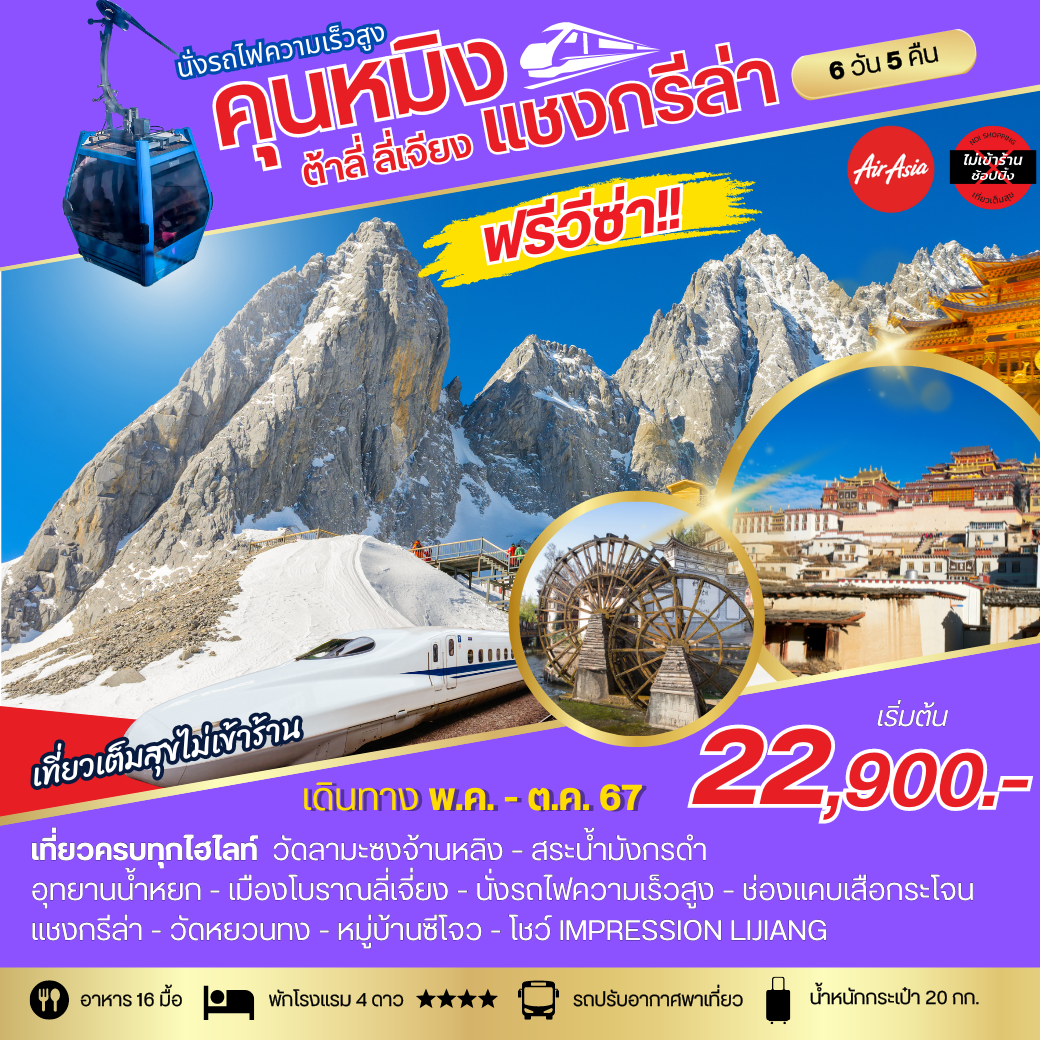 นั่งรถไฟความเร็วสูง
คุนหมิง
ต้าลี่ ลี่เจียง แชงกรีล่า
6 วัน 5 คืน
AirAsia
NO! SHOPPING
ไม่เข้าร้าน
ช้อปปิ้ง
เที่ยวเต็มสุข
ฟรีวีซ่า!!
เที่ยวเต็มสุขไม่เข้าร้าน
เริ่มต้น
22,900.-
เดินทาง พ.ค. - ต.ค. 67
เที่ยวครบทุกไฮไลท์ วัดลามะซงจ้านหลิง - สระน้ำมังกรดำ
อุทยานน้ำหยก - เมืองโบราณลี่เจี่ยง - นั่งรถไฟความเร็วสูง - ช่องแคบเสือกระโจน
แชงกรีล่า - วัดหยวนทง - หมู่บ้านซีโจว - โชว์ IMPRESSION LIJIANG
อาหาร 16 มื้อ
พักโรงแรม 4 ดาว ★★★★
รถปรับอากาศพาเที่ยว
น้ำหนักกระเป๋า 20 กก.